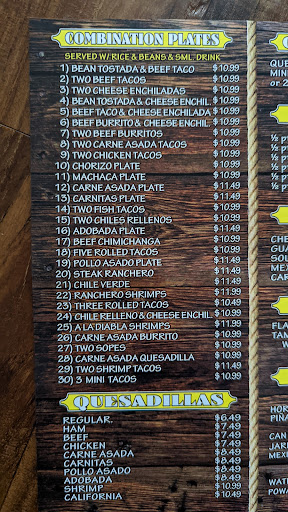 COMBINATION PLATES
SERVED W/ RICE & BEANS & SML. DRINK
1) BEAN TOSTADA & BEEF TACO $10.99
2) TWO BEEF TACOS $10.99
3) TWO CHEESE ENCHILADAS $10.99
4) BEAN TOSTADA & CHEESE ENCHIL. $10.99
5) BEEF TACO & CHEESE ENCHILADA $10.99
6) BEEF BURRITO & CHEESE ENCHIL. $10.99
7) TWO BEEF BURRITOS $10.99
8) TWO CARNE ASADA TACOS $10.99
9) TWO CHICKEN TACOS $10.99
10) CHORIZO PLATE $10.99
11) MACHACA PLATE $10.99
12) CARNE ASADA PLATE $11.49
13) CARNITAS PLATE $11.49
14) TWO FISH TACOS $10.99
15) TWO CHILES RELLENOS $10.99
16) ADOBADA PLATE $11.49
17) BEEF CHIMICHANGA $10.99
18) FIVE ROLLED TACOS $10.99
19) POLLO ASADO PLATE $11.49
20) STEAK RANCHERO $11.99
21) CHILE VERDE $11.49
22) RANCHERO SHRIMPS $11.99
23) THREE ROLLED TACOS $10.49
24) CHILE RELLENO & CHEESE ENCHIL $10.99
25) A LA DIABLA SHRIMPS $11.99
26) CARNE ASADA BURRITO $10.99
27) TWO SOPES $10.99
28) CARNE ASADA QUESADILLA $10.99
29) TWO SHRIMP TACOS $11.49
30) 3 MINI TACOS $10.99
QUESADILLAS
REGULAR. $6.49
HAM $7.49
BEEF $7.49
CHICKEN $7.49
CARNE ASADA $8.49
CARNITAS $8.49
POLLO ASADO $8.49
ADOBADA $8.49
SHRIMP $10.99
CALIFORNIA $10.49